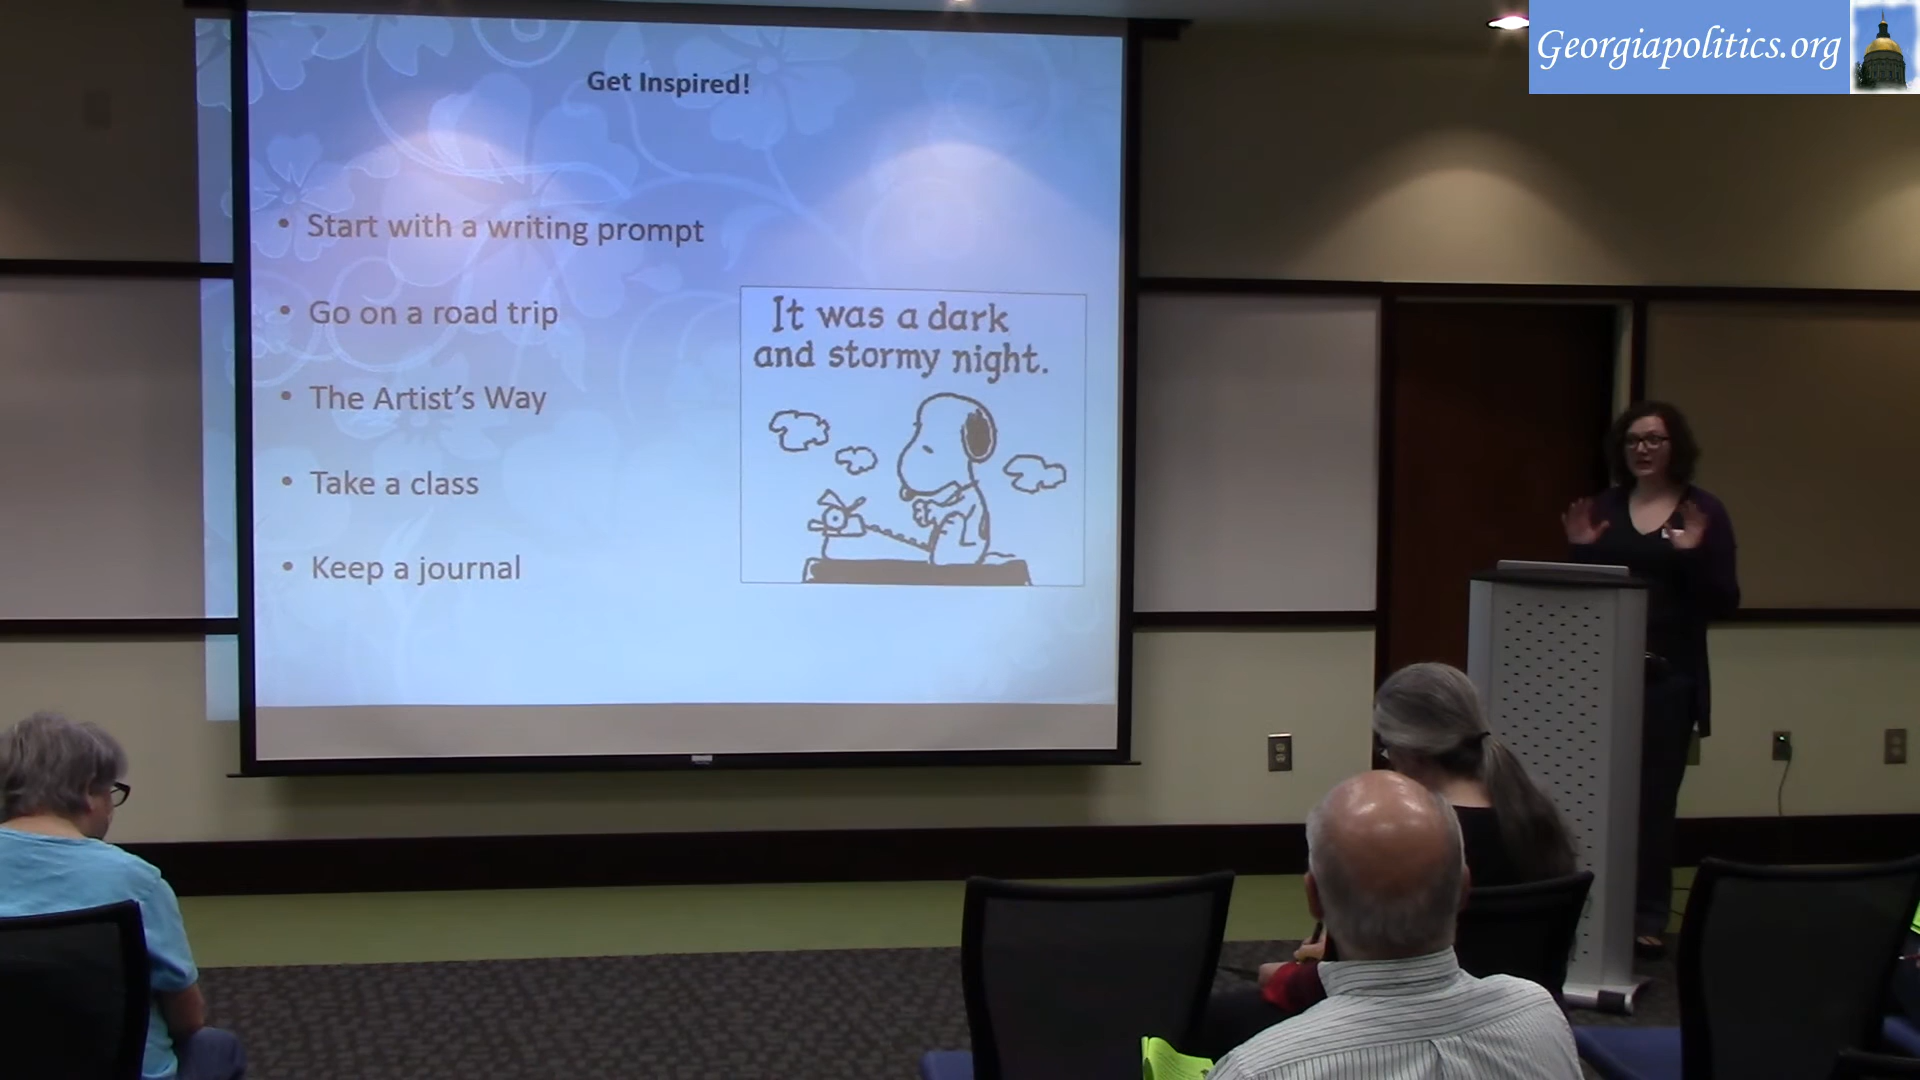 Georgiapolitics.org
Get Inspired!
• Start with a writing prompt
• Go on a road trip
• The Artist's Way
• Take a class
• Keep a journal
It was a dark
and stormy night.